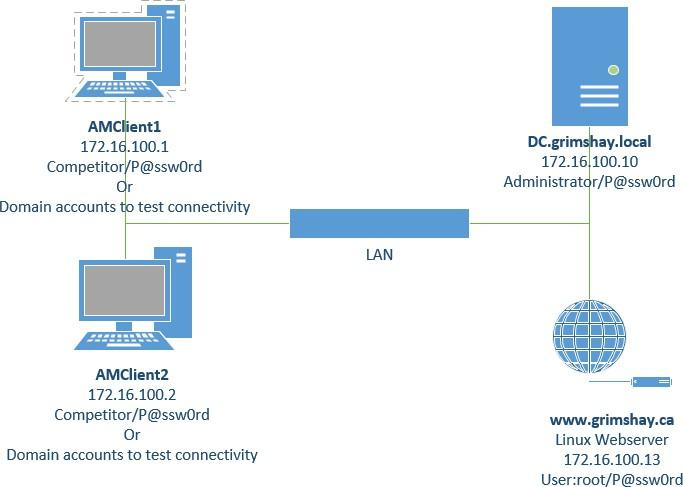 AMClient1
172.16.100.1
Competitor/P@ssw0rd
Or
Domain accounts to test connectivity
DC.grimshay.local
172.16.100.10
Administrator/P@ssw0rd
LAN
AMClient2
172.16.100.2
Competitor/P@ssw0rd
Or
Domain accounts to test connectivity
www.grimshay.ca
Linux Webserver
172.16.100.13
User:root/P@ssw0rd